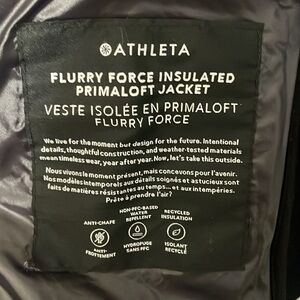 ATHLETA
FLURRY FORCE INSULATED
PRIMALOFT JACKET
VESTE ISOLÉE EN PRIMALOFT
FLURRY FORCE
We live for the moment but design for the future. Intentional
details, thoughtful construction, and weather-tested materials
mean timeless wear, year after year. Now, let's take this outside.
Nous vivons le moment présent, mais concevons pour l'avenir.
Nos modèles intemporels aux détails soignés et astucieux sont
faits de matières résistantes au temps... et aux intempéries.
Prête à prendre l'air?
ANTI-CHAFE
NON-PFC-BASED
WATER
REPELLENT
RECYCLED
INSULATION
ANTI-
FROTTEMENT
HYDROFUGE
SANS PFC
ISOLANT
RECYCLÉ